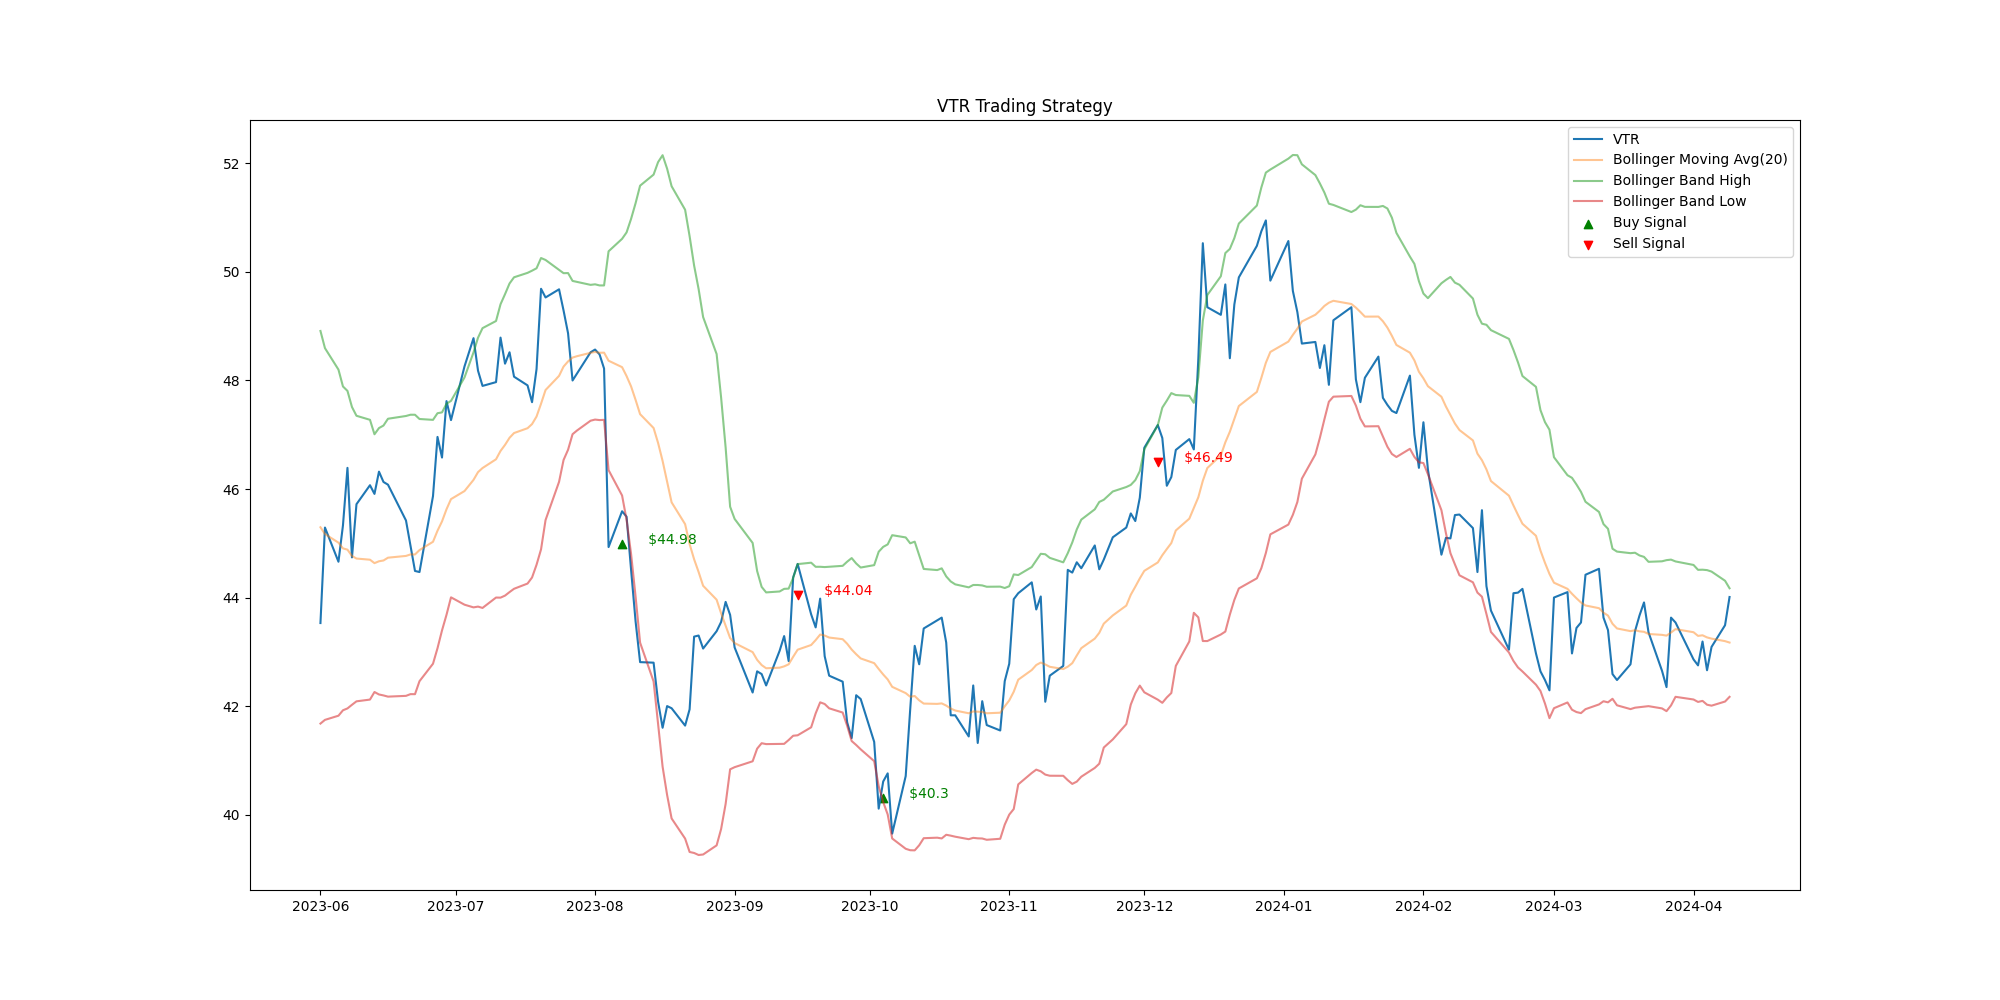 VTR Trading Strategy
VTR
Bollinger Moving Avg(20)
Bollinger Band High
Bollinger Band Low
Buy Signal
Sell Signal
52
50
48
46
44
42
40
$46.49
$44.98
$44.04
$40.3
2023-06 2023-07 2023-08 2023-09 2023-10 2023-11 2023-12 2024-01 2024-02 2024-03 2024-04